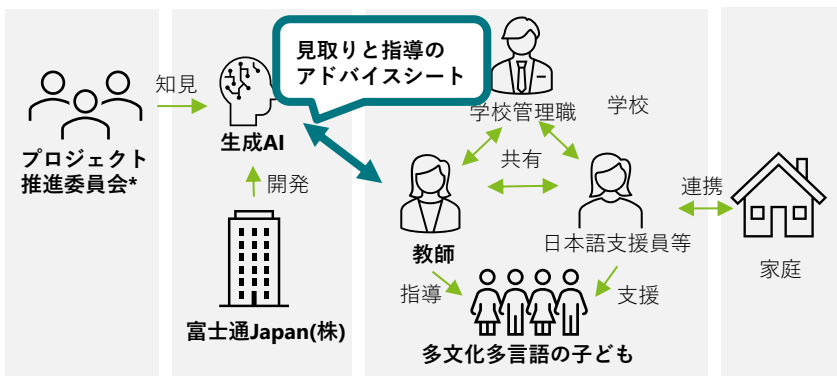 見取りと指導の
アドバイスシート
知見
生成AI
プロジェクト
推進委員会*
開発
富士通Japan(株)
学校管理職
学校
共有
教師
日本語支援員等
指導
支援
多文化多言語の子ども
連携
家庭